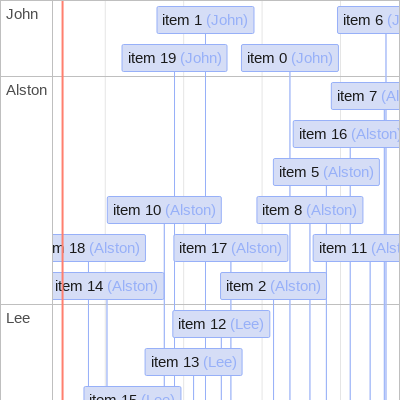 John
item 1 (John)
item 6 (J
item 19 (John)
item 0 (John)
Alston
item 7 (Al
item 16 (Alston)
item 5 (Alston)
item 10 (Alston)
item 8 (Alston)
m 18 (Alston)
item 17 (Alston)
item 11 (Alst
item 14 (Alston)
item 2 (Alston)
Lee
item 12 (Lee)
item 13 (Lee)
item 15 (Lee)